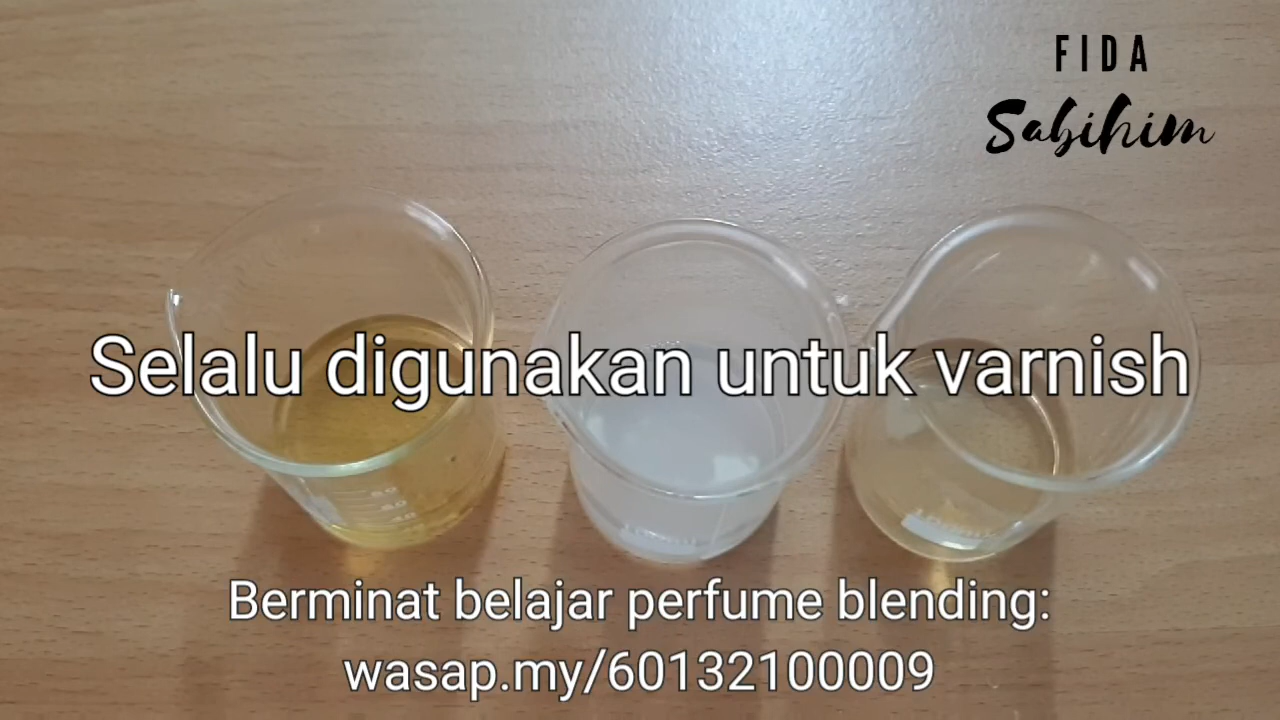 FIDA
Sabihim
Selalu digunakan untuk varnish
Berminat belajar perfume blending:
wasap.my/60132100009